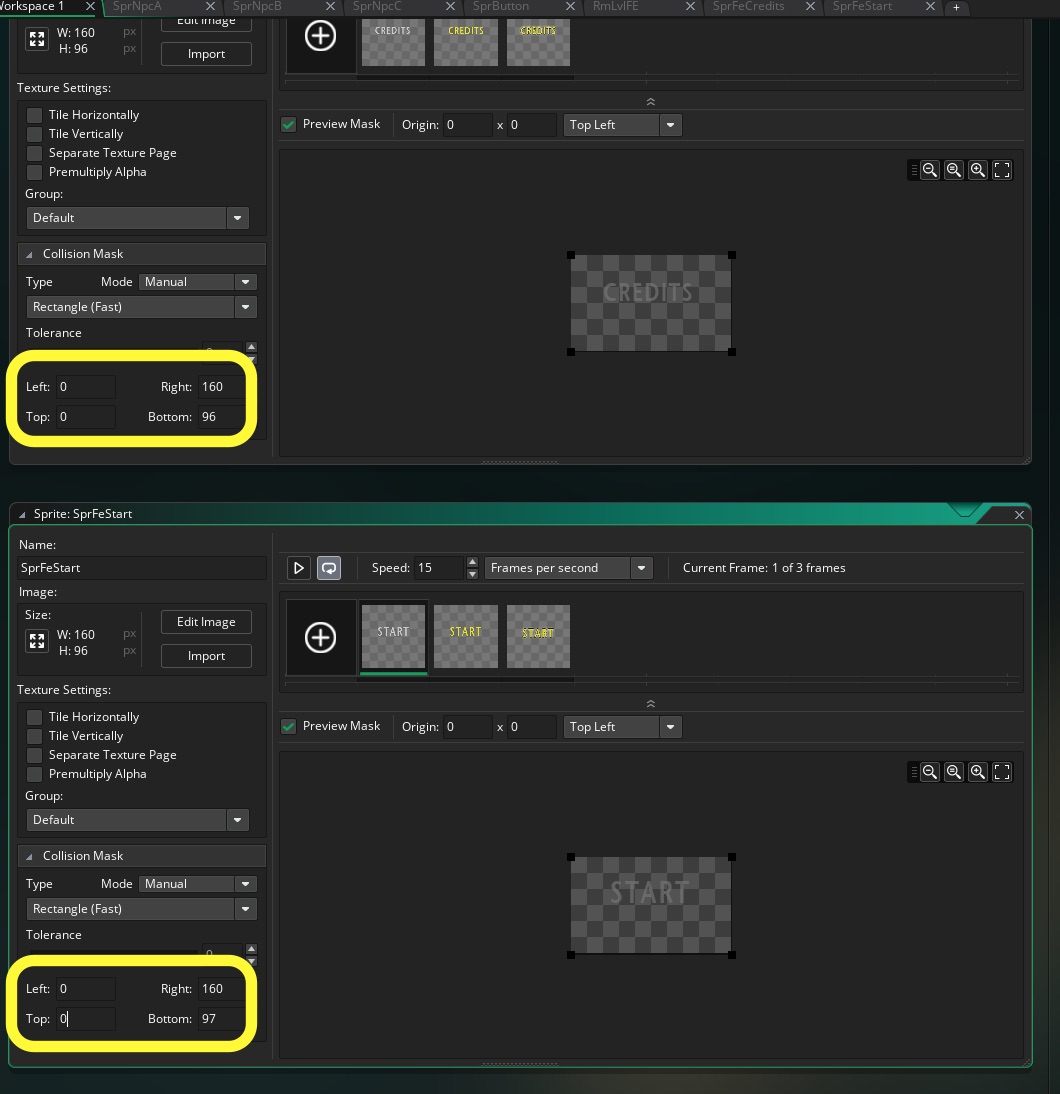 Workspace 1 SprNpcA SprNpcB SprNpcC SprButton RmLvlFE SprFeCredits SprFeStart
W: 160 px Edit Image
H: 96 px Import
CREDITS CREDITS CREDITS
Texture Settings:
Tile Horizontally
Tile Vertically
Separate Texture Page
Premultiply Alpha
Preview Mask Origin: 0 x 0 Top Left
Group:
Default
Collision Mask
Type Mode Manual
Rectangle (Fast)
Tolerance
CREDITS
Left: 0 Right: 160
Top: 0 Bottom: 96
Sprite: SprFeStart
Name:
SprFeStart
Image:
Size:
W: 160 px
H: 96 px
Edit Image
Import
Speed: 15 Frames per second Current Frame: 1 of 3 frames
START START START
Texture Settings:
Tile Horizontally
Tile Vertically
Separate Texture Page
Premultiply Alpha
Preview Mask Origin: 0 x 0 Top Left
Group:
Default
Collision Mask
Type Mode Manual
Rectangle (Fast)
Tolerance
START
Left: 0 Right: 160
Top: 0 Bottom: 97